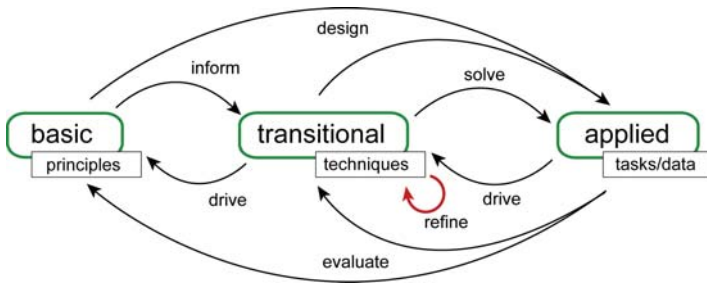 design
inform
solve
basic
transitional
applied
principles
techniques
tasks/data
drive
drive
refine
evaluate